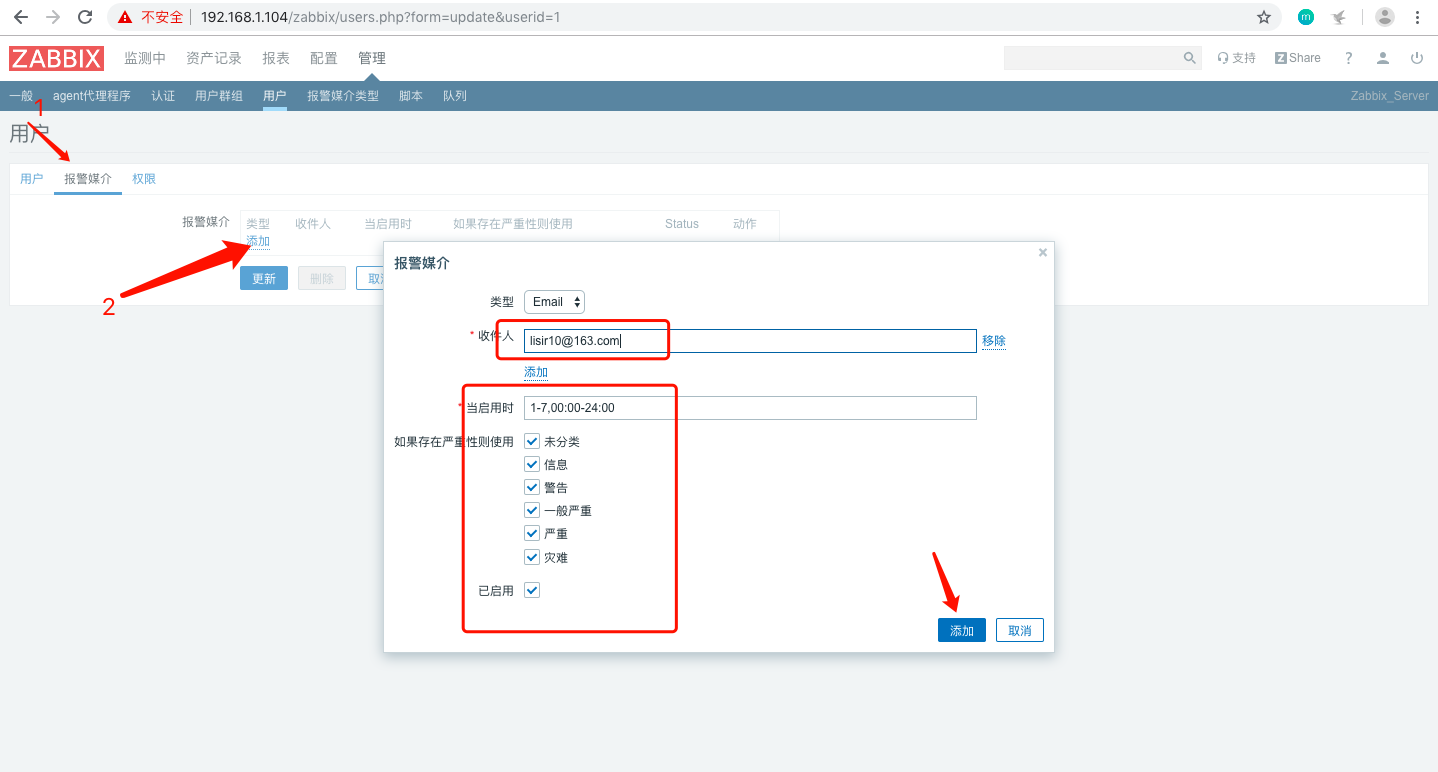 不安全 192.168.1.104/zabbix/users.php?form=update&userid=1
ZABBIX 监测中 资产记录 报表 配置 管理 支持 Z Share ?
一般 agent代理程序 认证 用户群组 用户 报警媒介类型 脚本 队列 Zabbix_Server
1
用户
用户 报警媒介 权限
报警媒介 类型 收件人 当启用时 如果存在严重性则使用 Status 动作
添加
报警媒介
更新 删除 取消
2
类型 Email
* 收件人 lisir10@163.com 移除
添加
* 当启用时 1-7,00:00-24:00
如果存在严重性则使用 未分类
信息
警告
一般严重
严重
灾难
已启用
添加 取消